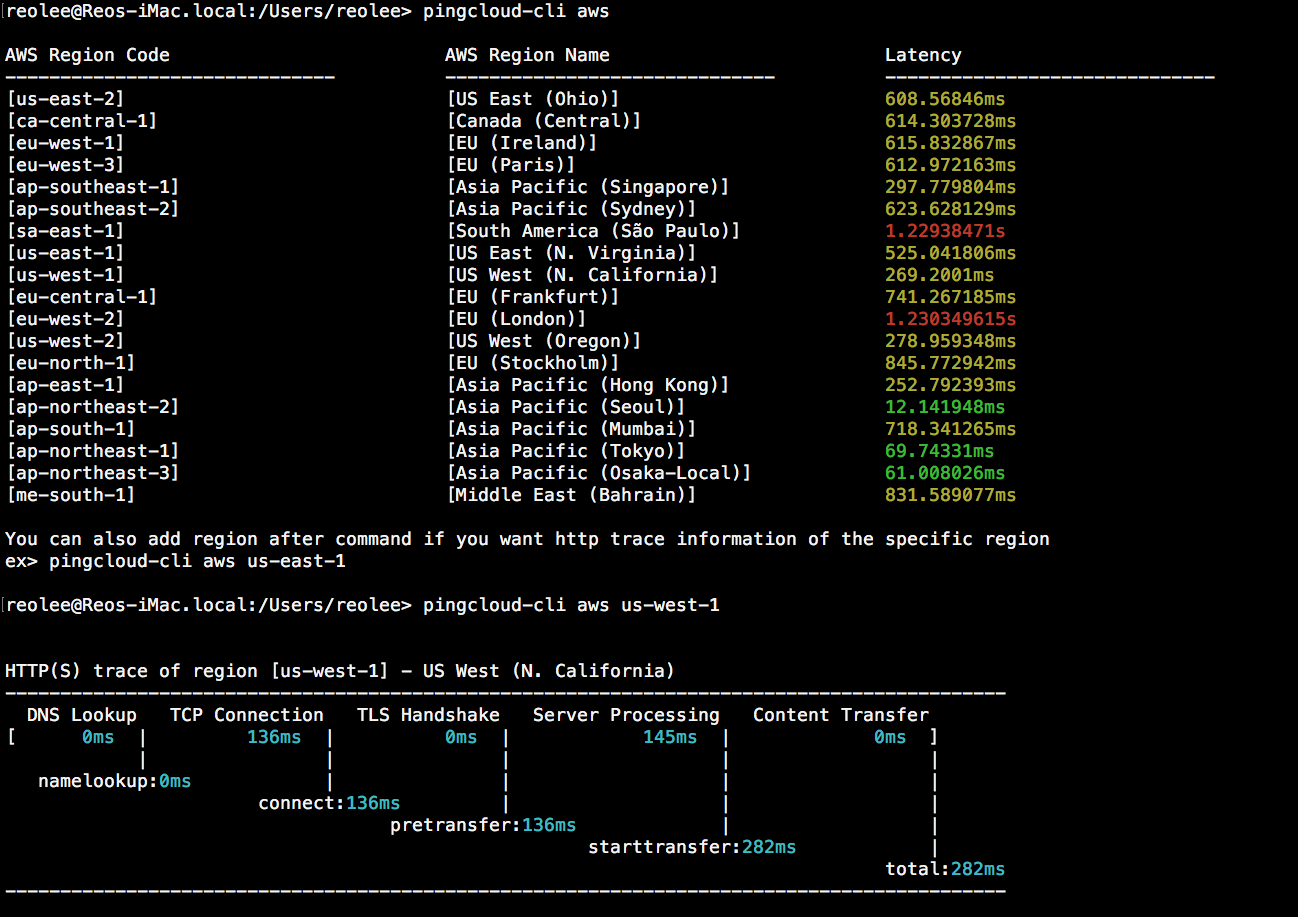 reolee@Reos-iMac.local:/Users/reolee> pingcloud-cli aws
AWS Region Code AWS Region Name Latency
------------------------------ ------------------------------ ------------------------------
[us-east-2] [US East (Ohio)] 608.56846ms
[ca-central-1] [Canada (Central)] 614.303728ms
[eu-west-1] [EU (Ireland)] 615.832867ms
[eu-west-3] [EU (Paris)] 612.972163ms
[ap-southeast-1] [Asia Pacific (Singapore)] 297.779804ms
[ap-southeast-2] [Asia Pacific (Sydney)] 623.628129ms
[sa-east-1] [South America (São Paulo)] 1.22938471s
[us-east-1] [US East (N. Virginia)] 525.041806ms
[us-west-1] [US West (N. California)] 269.2001ms
[eu-central-1] [EU (Frankfurt)] 741.267185ms
[eu-west-2] [EU (London)] 1.230349615s
[us-west-2] [US West (Oregon)] 278.959348ms
[eu-north-1] [EU (Stockholm)] 845.772942ms
[ap-east-1] [Asia Pacific (Hong Kong)] 252.792393ms
[ap-northeast-2] [Asia Pacific (Seoul)] 12.141948ms
[ap-south-1] [Asia Pacific (Mumbai)] 718.341265ms
[ap-northeast-1] [Asia Pacific (Tokyo)] 69.74331ms
[ap-northeast-3] [Asia Pacific (Osaka-Local)] 61.008026ms
[me-south-1] [Middle East (Bahrain)] 831.589077ms
You can also add region after command if you want http trace information of the specific region
ex> pingcloud-cli aws us-east-1
reolee@Reos-iMac.local:/Users/reolee> pingcloud-cli aws us-west-1
HTTP(S) trace of region [us-west-1] - US West (N. California)
-------------------------------------------------------------------------------------------
DNS Lookup TCP Connection TLS Handshake Server Processing Content Transfer
[ 0ms | 136ms | 0ms | 145ms | 0ms ]
| | | | |
namelookup:0ms | | | |
connect:136ms | | |
pretransfer:136ms | |
starttransfer:282ms |
total:282ms
-------------------------------------------------------------------------------------------